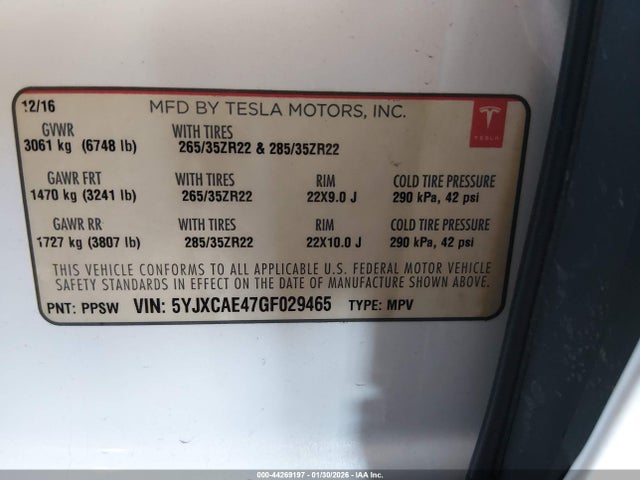 12/16 MFD BY TESLA MOTORS, INC.
GVWR WITH TIRES
3061 kg (6748 lb) 265/35ZR22 & 285/35ZR22
TESLA
GAWR FRT WITH TIRES RIM COLD TIRE PRESSURE
1470 kg (3241 lb) 265/35ZR22 22X9.0 J 290 kPa, 42 psi
GAWR RR WITH TIRES RIM COLD TIRE PRESSURE
1727 kg (3807 lb) 285/35ZR22 22X10.0 J 290 kPa, 42 psi
THIS VEHICLE CONFORMS TO ALL APPLICABLE U.S. FEDERAL MOTOR VEHICLE
SAFETY STANDARDS IN EFFECT ON THE DATE OF MANUFACTURE SHOWN ABOVE.
PNT: PPSW VIN: 5YJXCAE47GF029465 TYPE: MPV
000-44269197 - 01/30/2026 - IAA Inc.